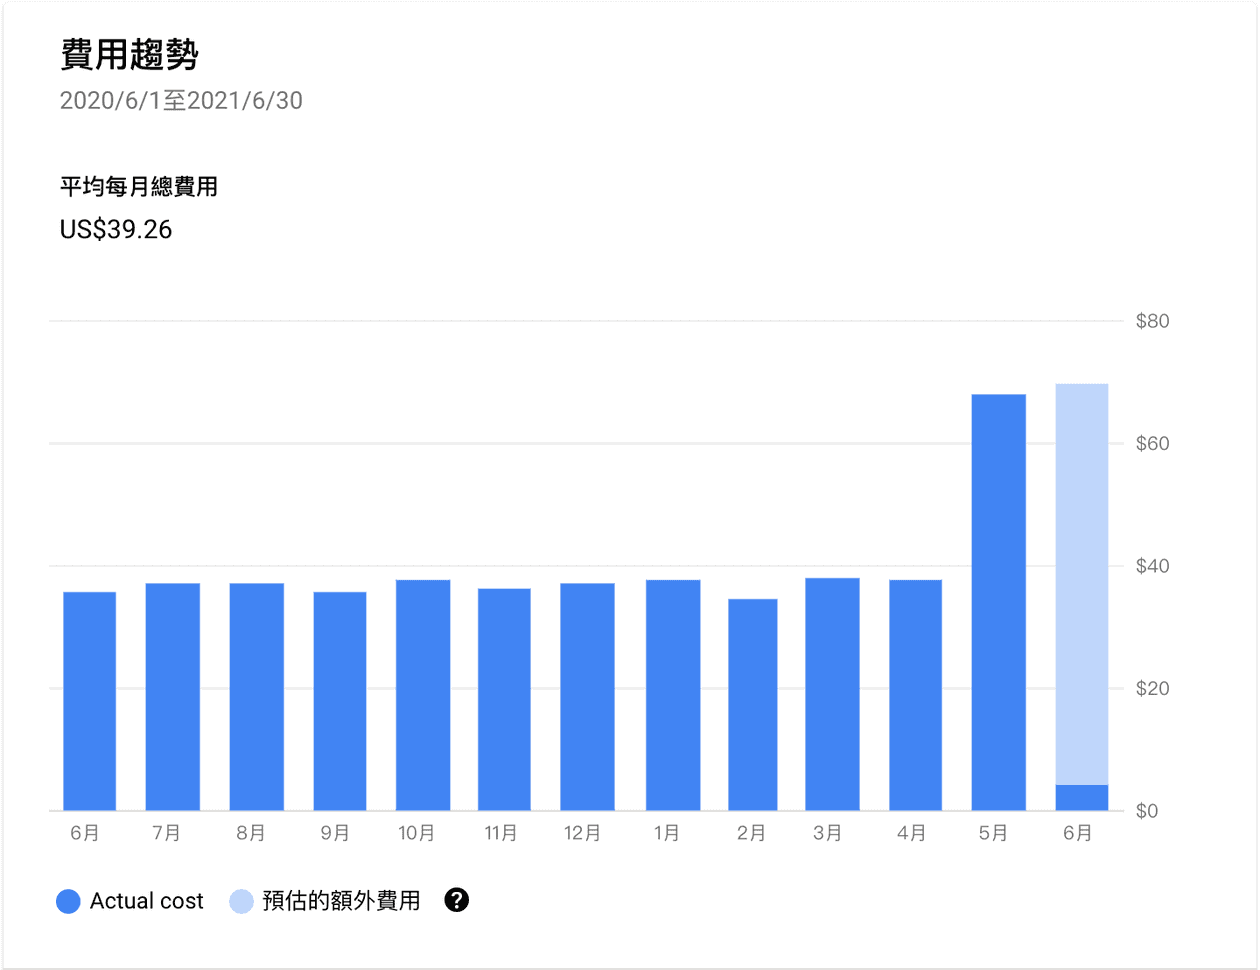 費用趨勢
2020/6/1至2021/6/30
平均每月總費用
US$39.26
$80
$60
$40
$20
$0
6月 7月 8月 9月 10月 11月 12月 1月 2月 3月 4月 5月 6月
Actual cost 預估的額外費用 ?